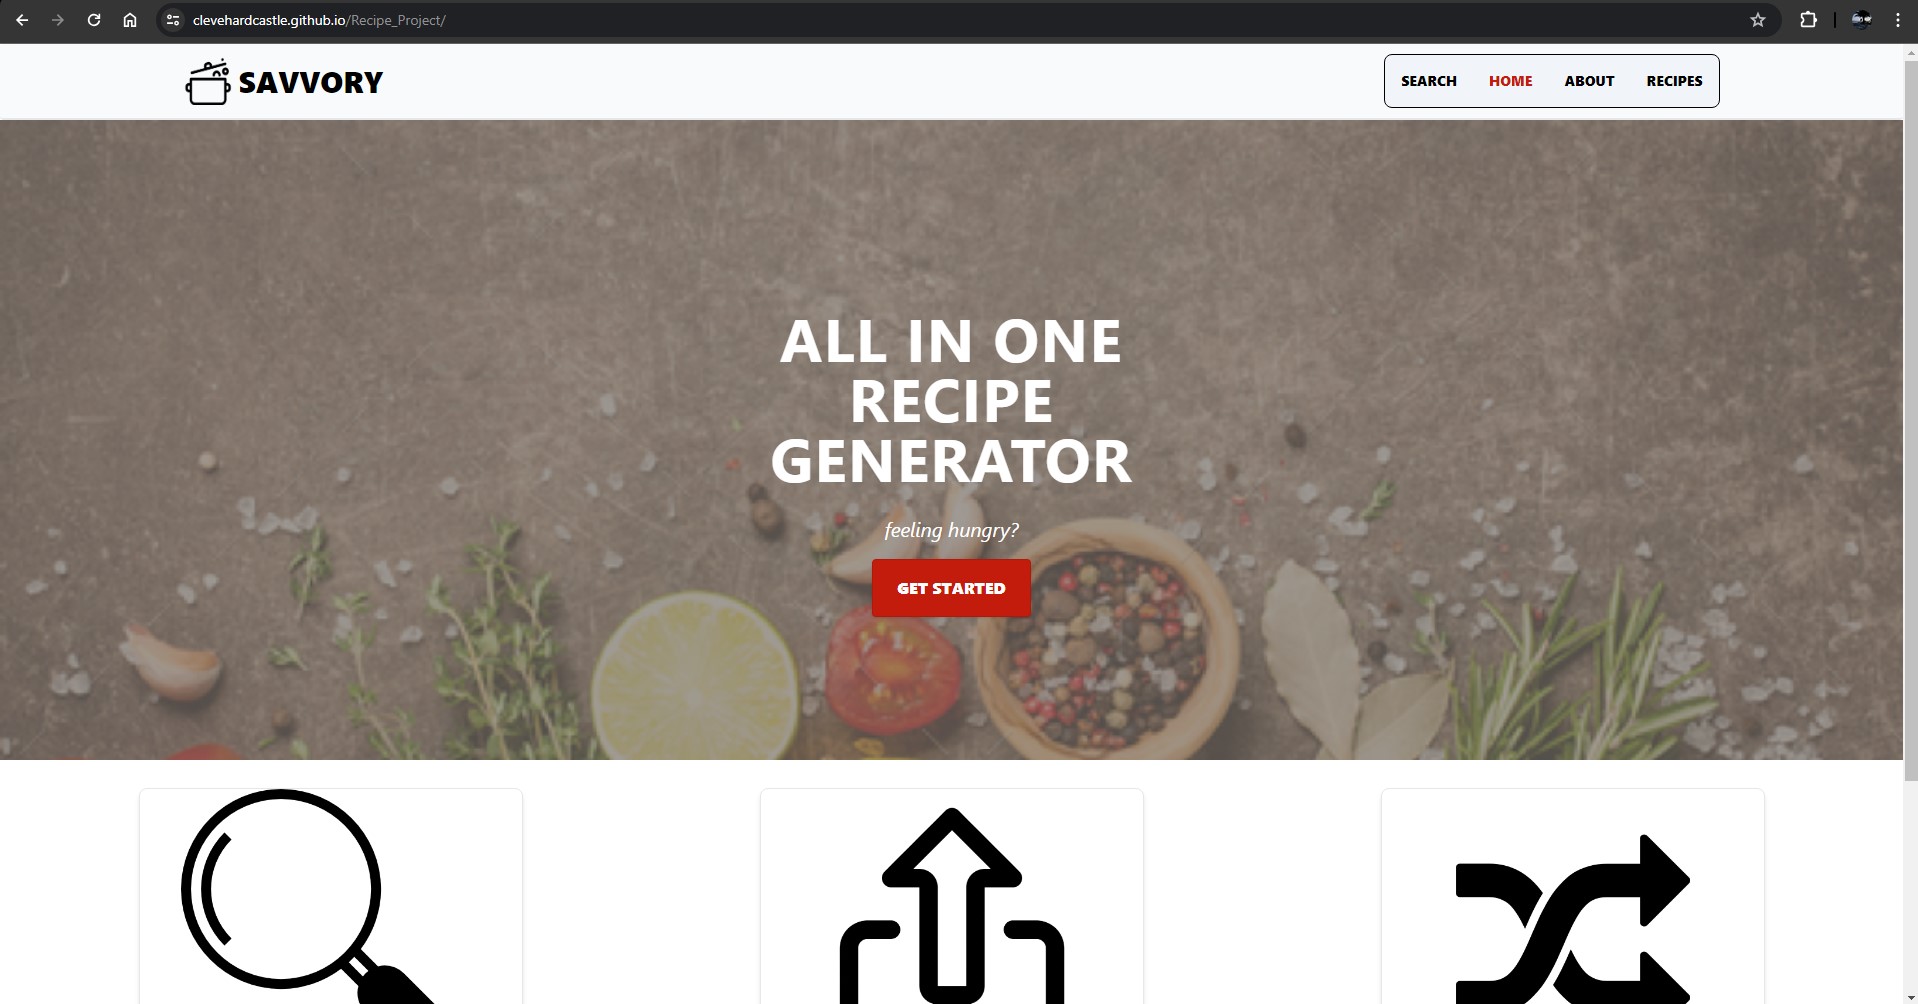 clevehardcastle.github.io/Recipe_Project/
SAVVORY
SEARCH HOME ABOUT RECIPES
ALL IN ONE
RECIPE
GENERATOR
feeling hungry?
GET STARTED